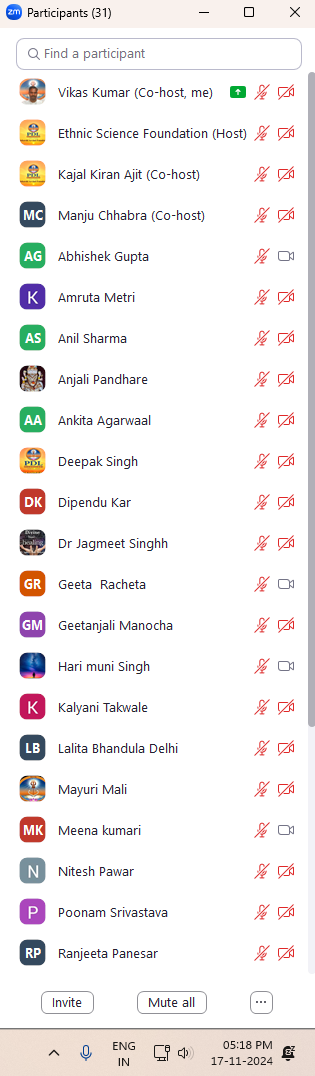 zm Participants (31)
Find a participant
Vikas Kumar (Co-host, me)
Ethnic Science Foundation (Host)
Kajal Kiran Ajit (Co-host)
MC Manju Chhabra (Co-host)
AG Abhishek Gupta
K Amruta Metri
AS Anil Sharma
Anjali Pandhare
AA Ankita Agarwaal
PDL Deepak Singh
DK Dipendu Kar
Dr Jagmeet Singhh
GR Geeta Racheta
GM Geetanjali Manocha
Hari muni Singh
K Kalyani Takwale
LB Lalita Bhandula Delhi
Mayuri Mali
MK Meena kumari
N Nitesh Pawar
P Poonam Srivastava
RP Ranjeeta Panesar
Invite Mute all ...
ENG 05:18 PM
IN 17-11-2024